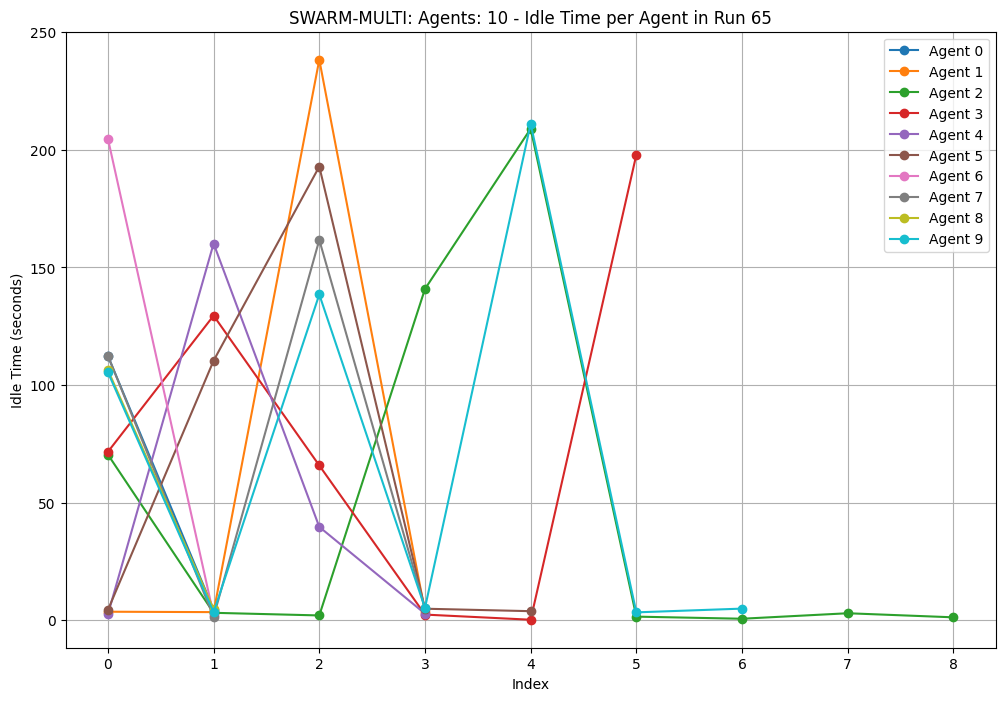 SWARM-MULTI: Agents: 10 - Idle Time per Agent in Run 65
250
200
150
100
50
0
Idle Time (seconds)
0 1 2 3 4 5 6 7 8
Index
Agent 0
Agent 1
Agent 2
Agent 3
Agent 4
Agent 5
Agent 6
Agent 7
Agent 8
Agent 9